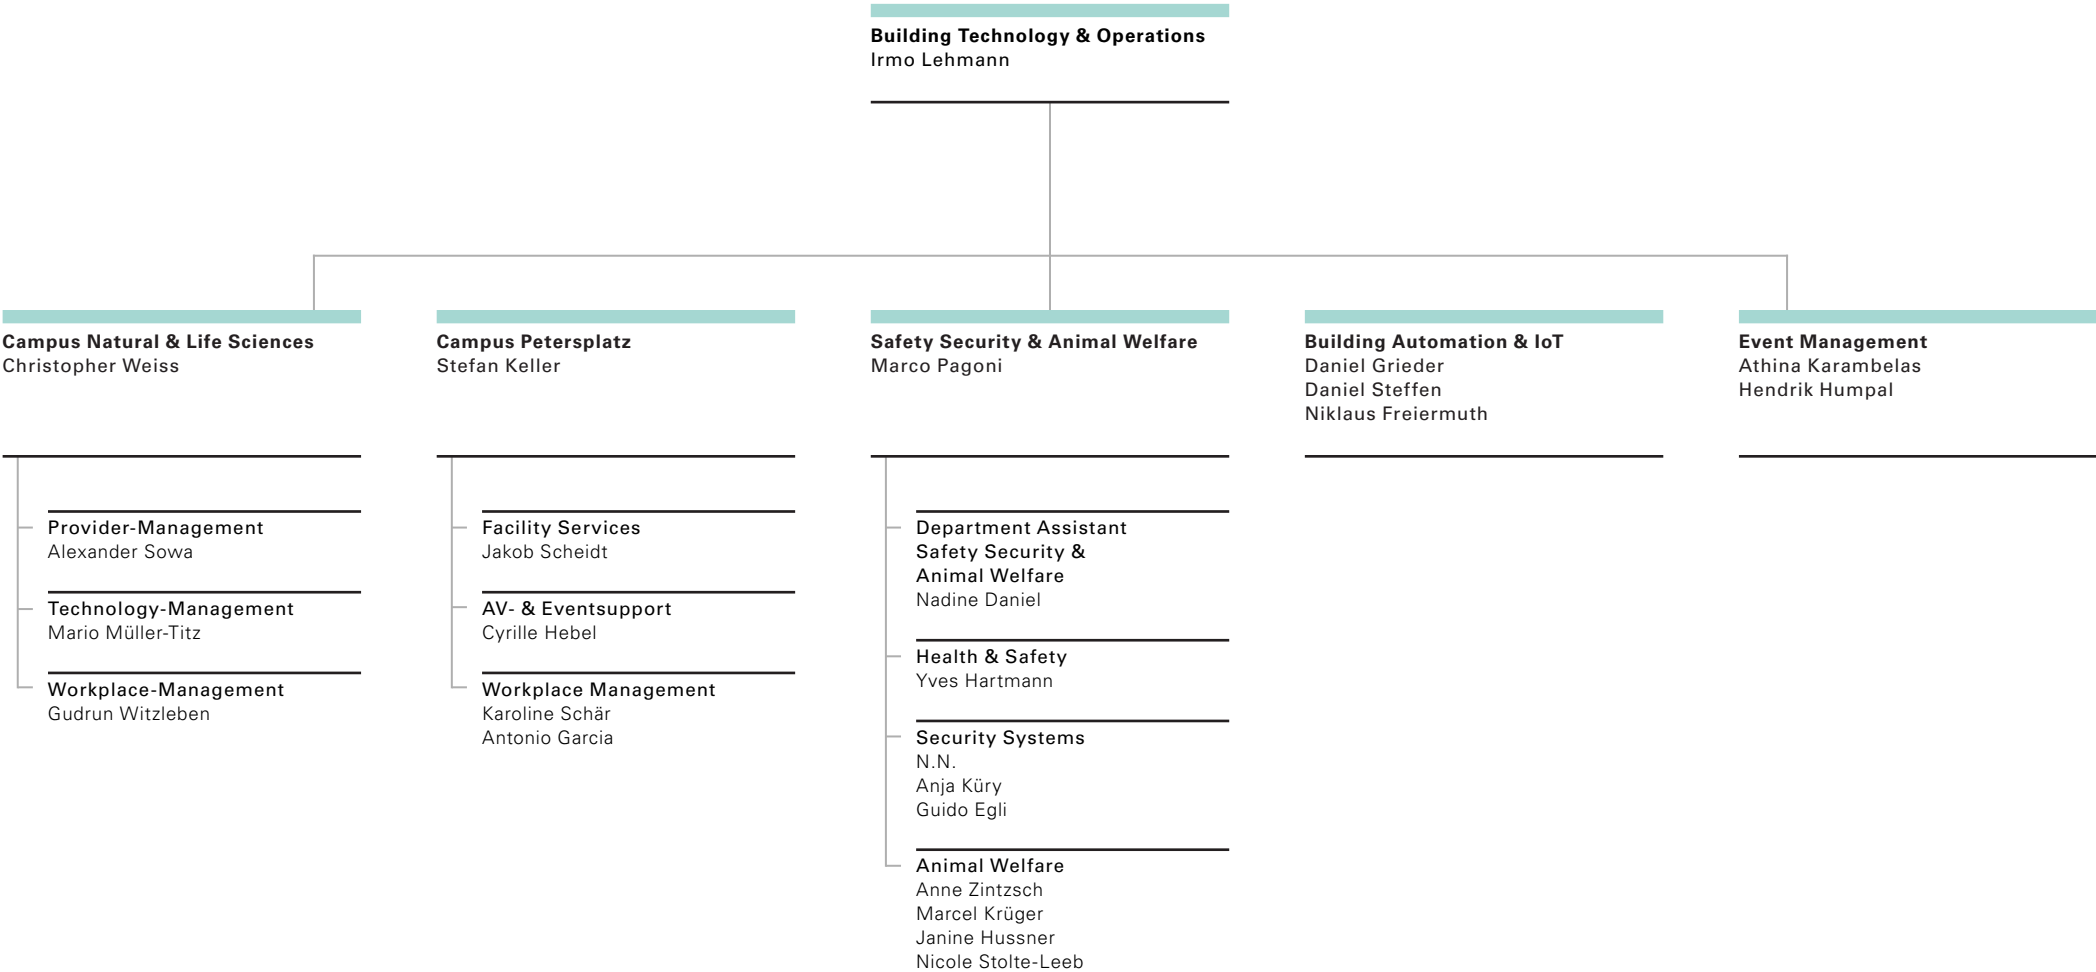 Building Technology & Operations
Irmo Lehmann
Campus Natural & Life Sciences
Christopher Weiss
Provider-Management
Alexander Sowa
Technology-Management
Mario Müller-Titz
Workplace-Management
Gudrun Witzleben
Campus Petersplatz
Stefan Keller
Facility Services
Jakob Scheidt
AV- & Eventsupport
Cyrille Hebel
Workplace Management
Karoline Schär
Antonio Garcia
Safety Security & Animal Welfare
Marco Pagoni
Department Assistant
Safety Security &
Animal Welfare
Nadine Daniel
Health & Safety
Yves Hartmann
Security Systems
N.N.
Anja Küry
Guido Egli
Animal Welfare
Anne Zintzsch
Marcel Krüger
Janine Hussner
Nicole Stolte-Leeb
Building Automation & IoT
Daniel Grieder
Daniel Steffen
Niklaus Freiermuth
Event Management
Athina Karambelas
Hendrik Humpal